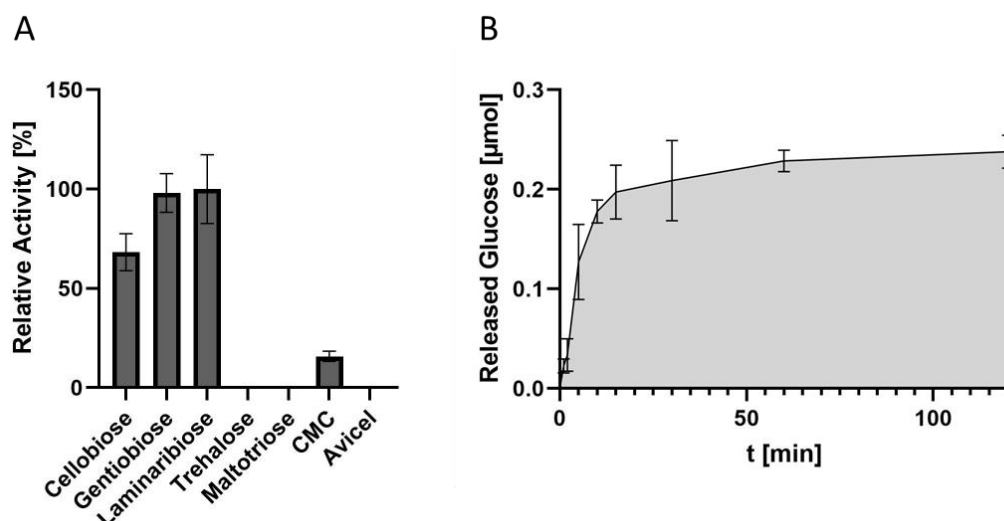 A
Relative Activity [%]
150
100
50
0
Cellobiose
Gentiobiose
Laminaribiose
Trehalose
Maltotriose
CMC
Avicel
B
Released Glucose [µmol]
0.3
0.2
0.1
0.0
0
50
100
t [min]